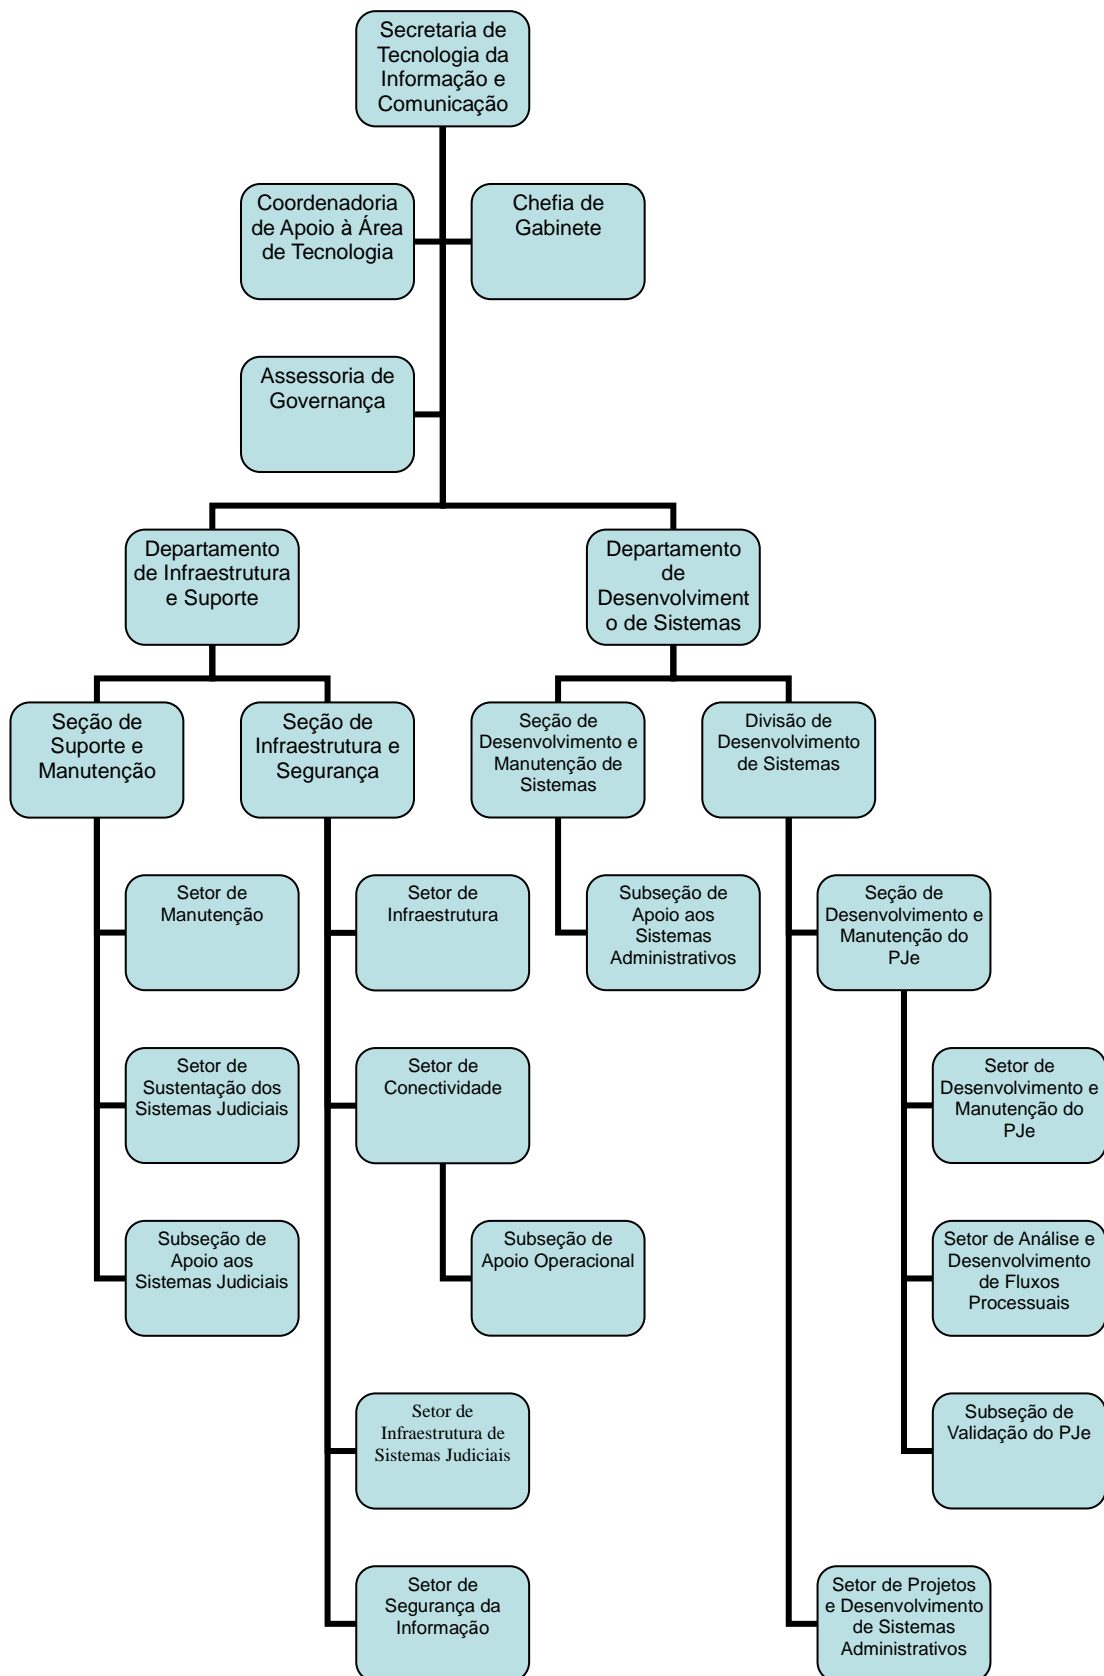 Secretaria de
Tecnologia da
Informação e
Comunicação
Coordenadoria
de Apoio à Área
de Tecnologia
Chefia de
Gabinete
Assessoria de
Governança
Departamento
de Infraestrutura
e Suporte
Departamento
de
Desenvolviment
o de Sistemas
Seção de
Suporte e
Manutenção
Seção de
Infraestrutura e
Segurança
Seção de
Desenvolvimento e
Manutenção de
Sistemas
Divisão de
Desenvolvimento
de Sistemas
Setor de
Manutenção
Setor de
Infraestrutura
Subseção de
Apoio aos
Sistemas
Administrativos
Seção de
Desenvolvimento e
Manutenção do
PJe
Setor de
Sustentação dos
Sistemas Judiciais
Setor de
Conectividade
Setor de
Desenvolvimento e
Manutenção do
PJe
Subseção de
Apoio aos
Sistemas Judiciais
Subseção de
Apoio Operacional
Setor de Análise e
Desenvolvimento
de Fluxos
Processuais
Setor de
Infraestrutura de
Sistemas Judiciais
Subseção de
Validação do PJe
Setor de
Segurança da
Informação
Setor de Projetos
e Desenvolvimento
de Sistemas
Administrativos